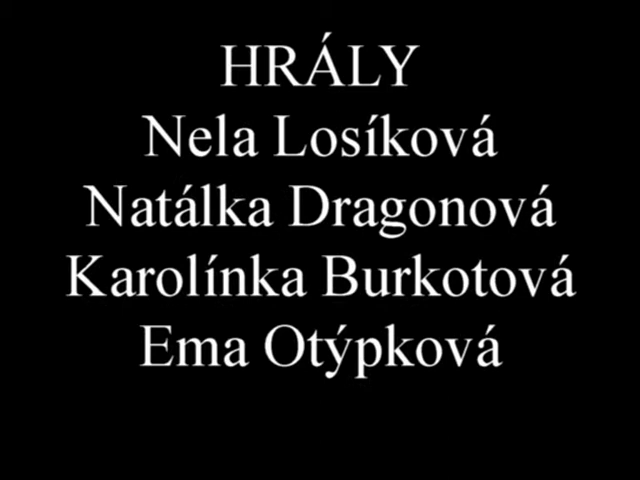 HRÁLY
Nela Losíková
Natálka Dragonová
Karolínka Burkotová
Ema Otýpková